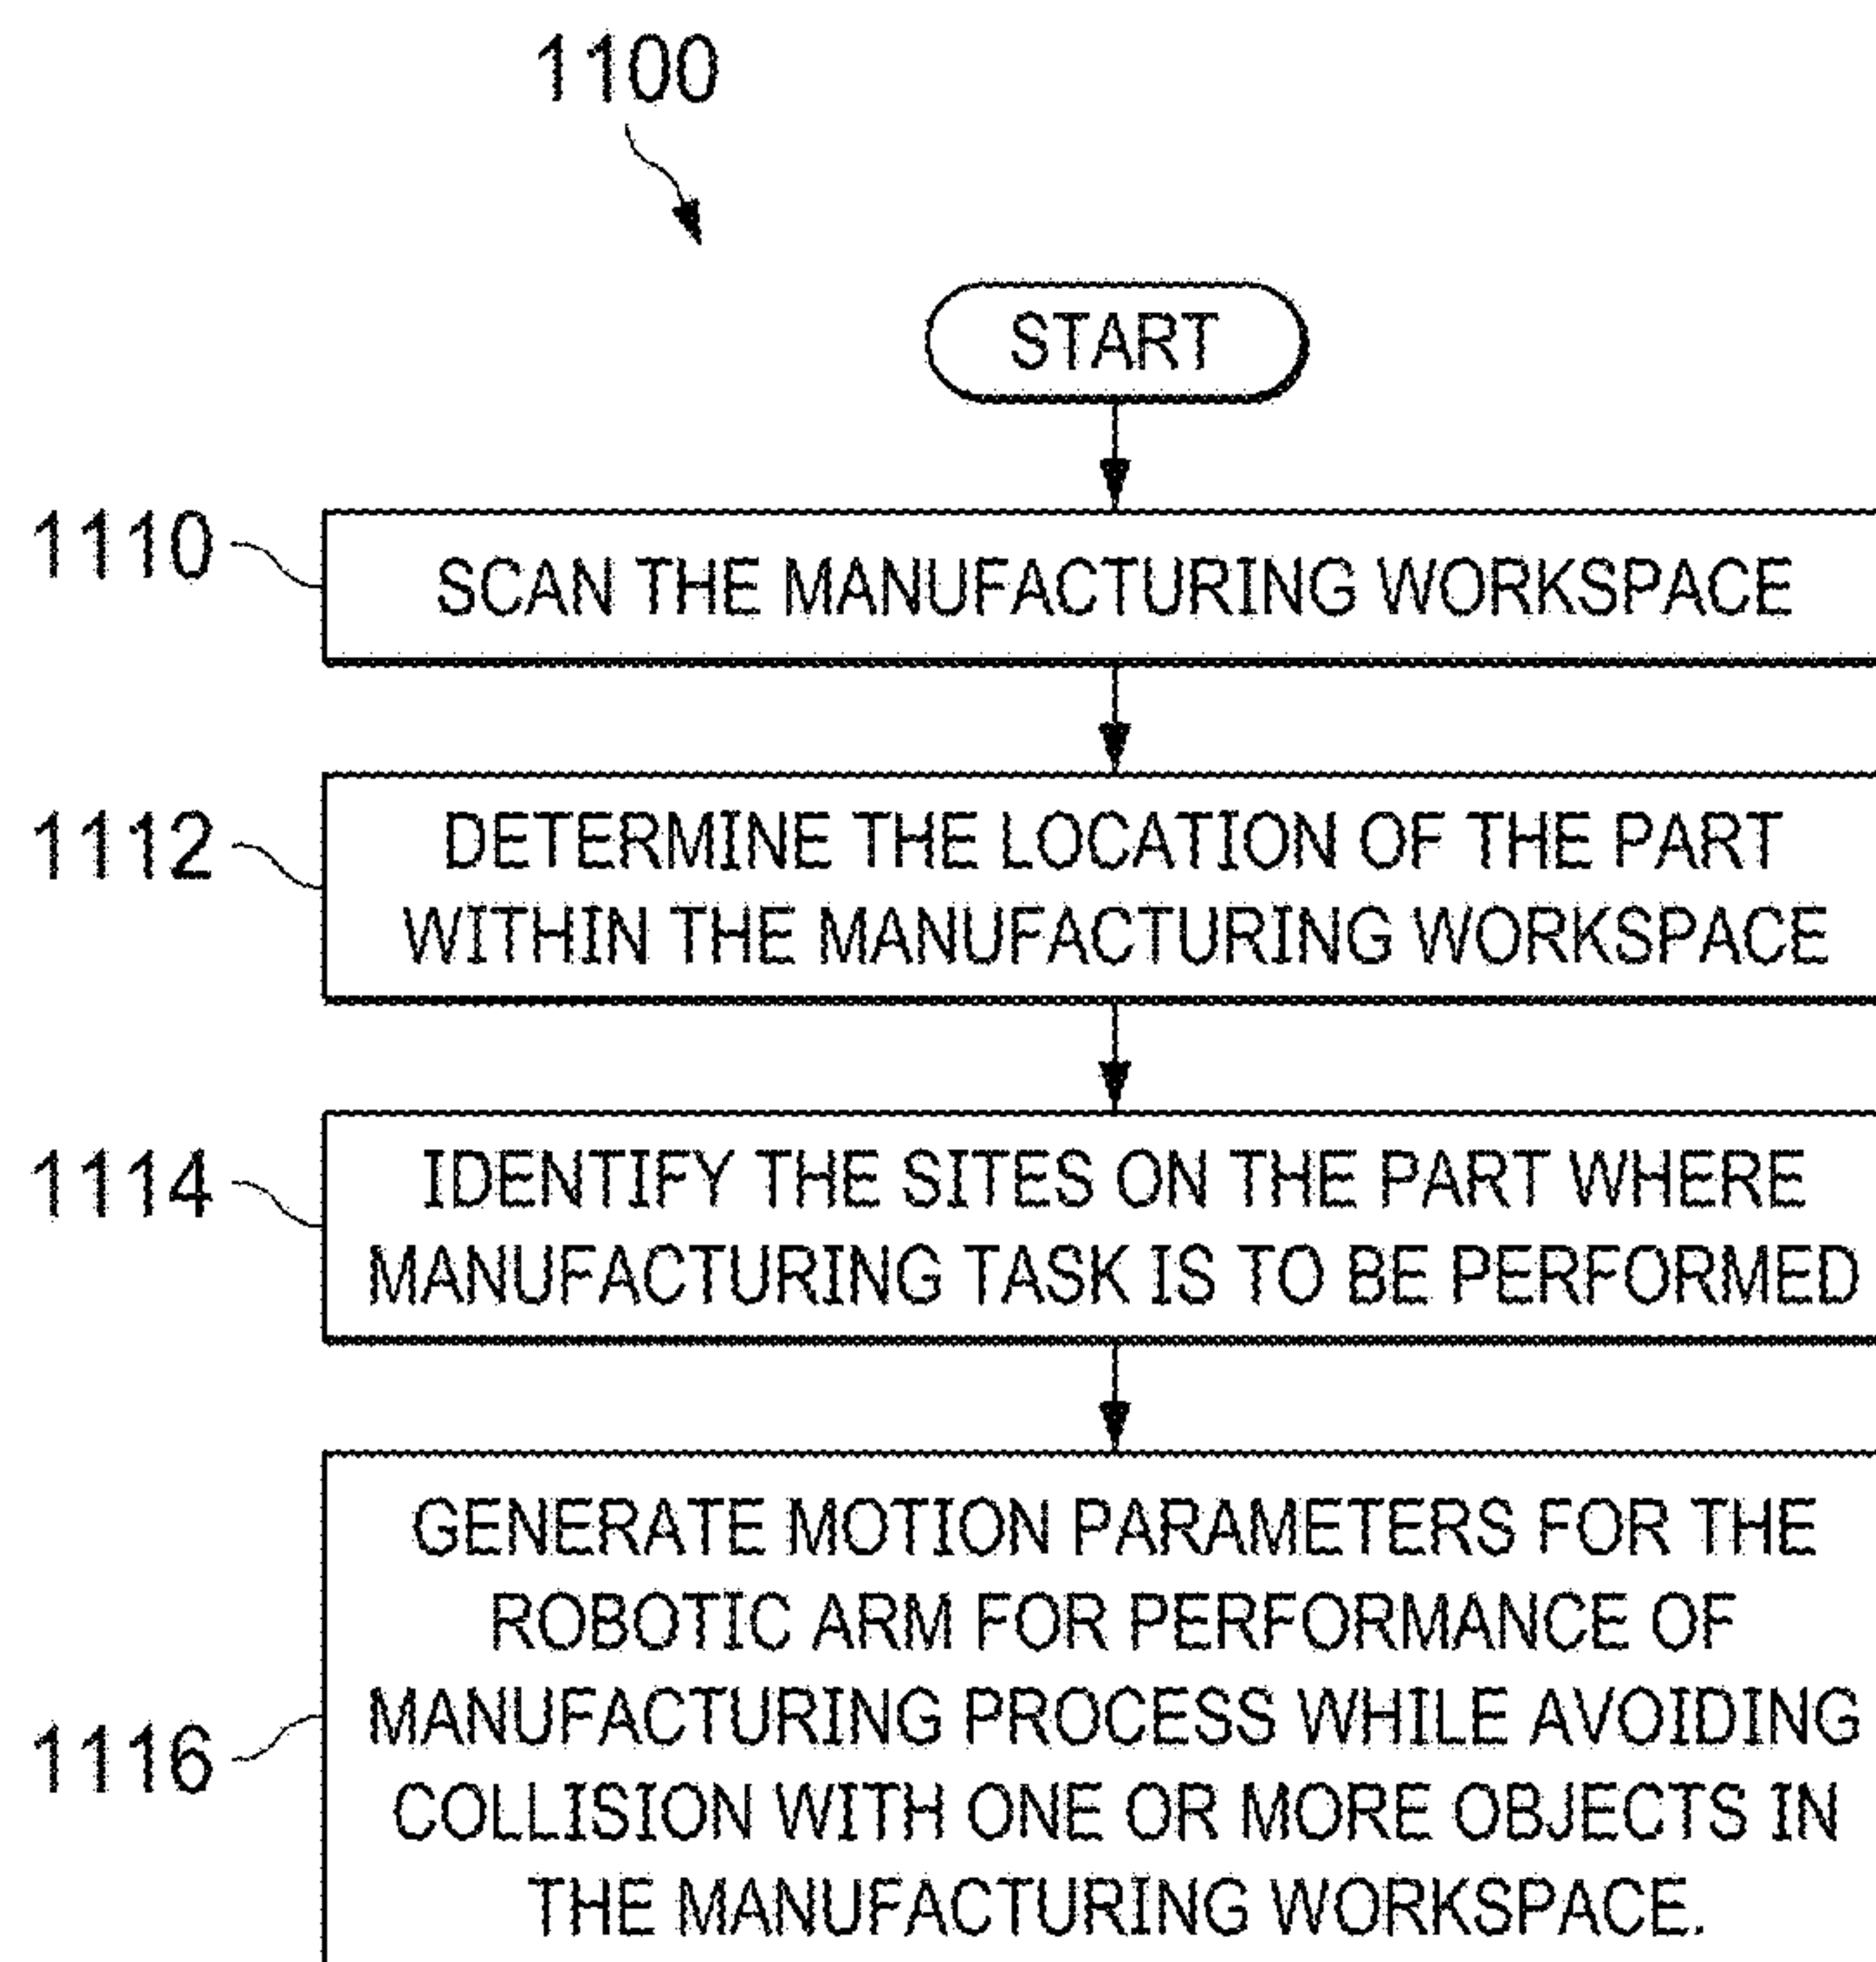 1100
START
1110
SCAN THE MANUFACTURING WORKSPACE
1112
DETERMINE THE LOCATION OF THE PART
WITHIN THE MANUFACTURING WORKSPACE
1114
IDENTIFY THE SITES ON THE PART WHERE
MANUFACTURING TASK IS TO BE PERFORMED
1116
GENERATE MOTION PARAMETERS FOR THE
ROBOTIC ARM FOR PERFORMANCE OF
MANUFACTURING PROCESS WHILE AVOIDING
COLLISION WITH ONE OR MORE OBJECTS IN
THE MANUFACTURING WORKSPACE.